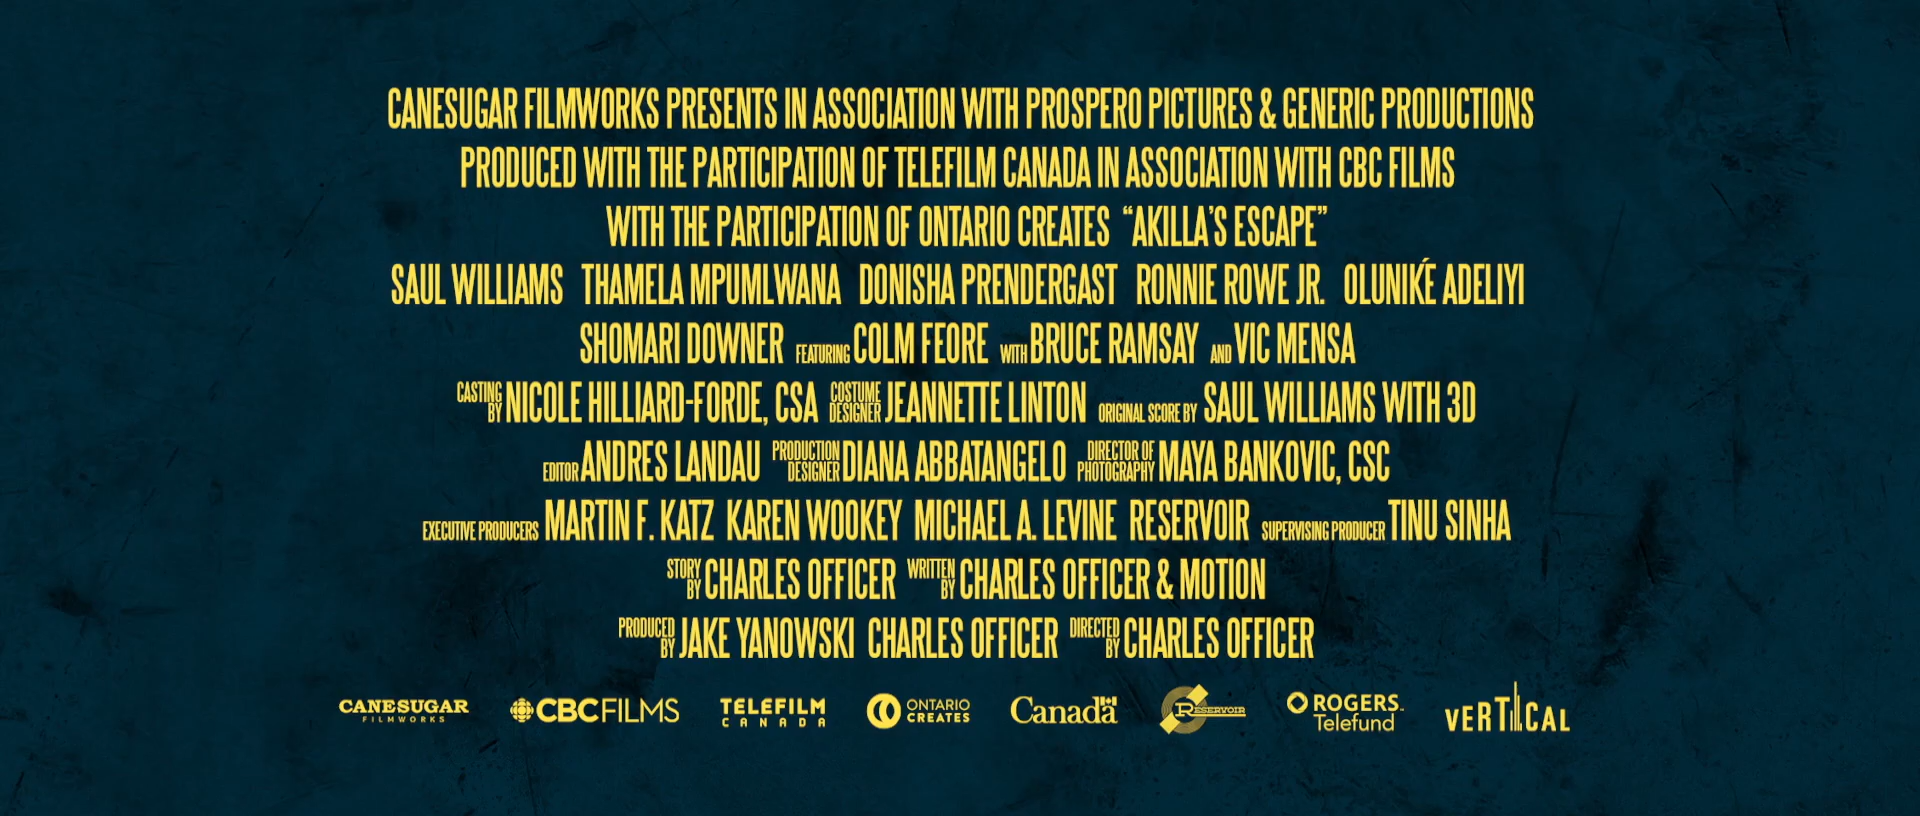 CANESUGAR FILMWORKS PRESENTS IN ASSOCIATION WITH PROSPERO PICTURES & GENERIC PRODUCTIONS
PRODUCED WITH THE PARTICIPATION OF TELEFILM CANADA IN ASSOCIATION WITH CBC FILMS
WITH THE PARTICIPATION OF ONTARIO CREATES “AKILLA’S ESCAPE”
SAUL WILLIAMS THAMELA MPUMLWANA DONISHA PRENDERGAST RONNIE ROWE JR. OLUNIKÉ ADELIYI
SHOMARI DOWNER FEATURING COLM FEORE WITH BRUCE RAMSAY AND VIC MENSA
CASTING BY NICOLE HILLIARD-FORDE, CSA COSTUME DESIGNER JEANNETTE LINTON ORIGINAL SCORE BY SAUL WILLIAMS WITH 3D
EDITOR ANDRES LANDAU PRODUCTION DESIGNER DIANA ABBATANGELO DIRECTOR OF PHOTOGRAPHY MAYA BANKOVIC, CSC
EXECUTIVE PRODUCERS MARTIN F. KATZ KAREN WOOKEY MICHAEL A. LEVINE RESERVOIR SUPERVISING PRODUCER TINU SINHA
STORY BY CHARLES OFFICER WRITTEN BY CHARLES OFFICER & MOTION
PRODUCED BY JAKE YANOWSKI CHARLES OFFICER DIRECTED BY CHARLES OFFICER
CANESUGAR FILMWORKS CBC FILMS TELEFILM CANADA ONTARIO CREATES Canada RESERVOIR ROGERS™ Telefund VERTICAL